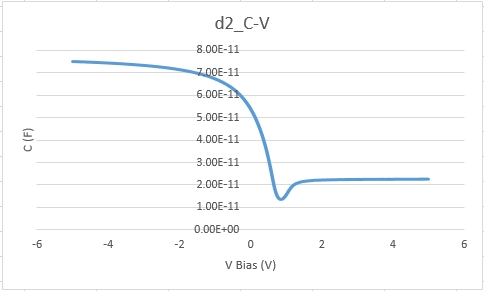 d2_C-V
8.00E-11
7.00E-11
6.00E-11
5.00E-11
4.00E-11
3.00E-11
2.00E-11
1.00E-11
0.00E+00
C (F)
-6 -4 -2 0 2 4 6
V Bias (V)